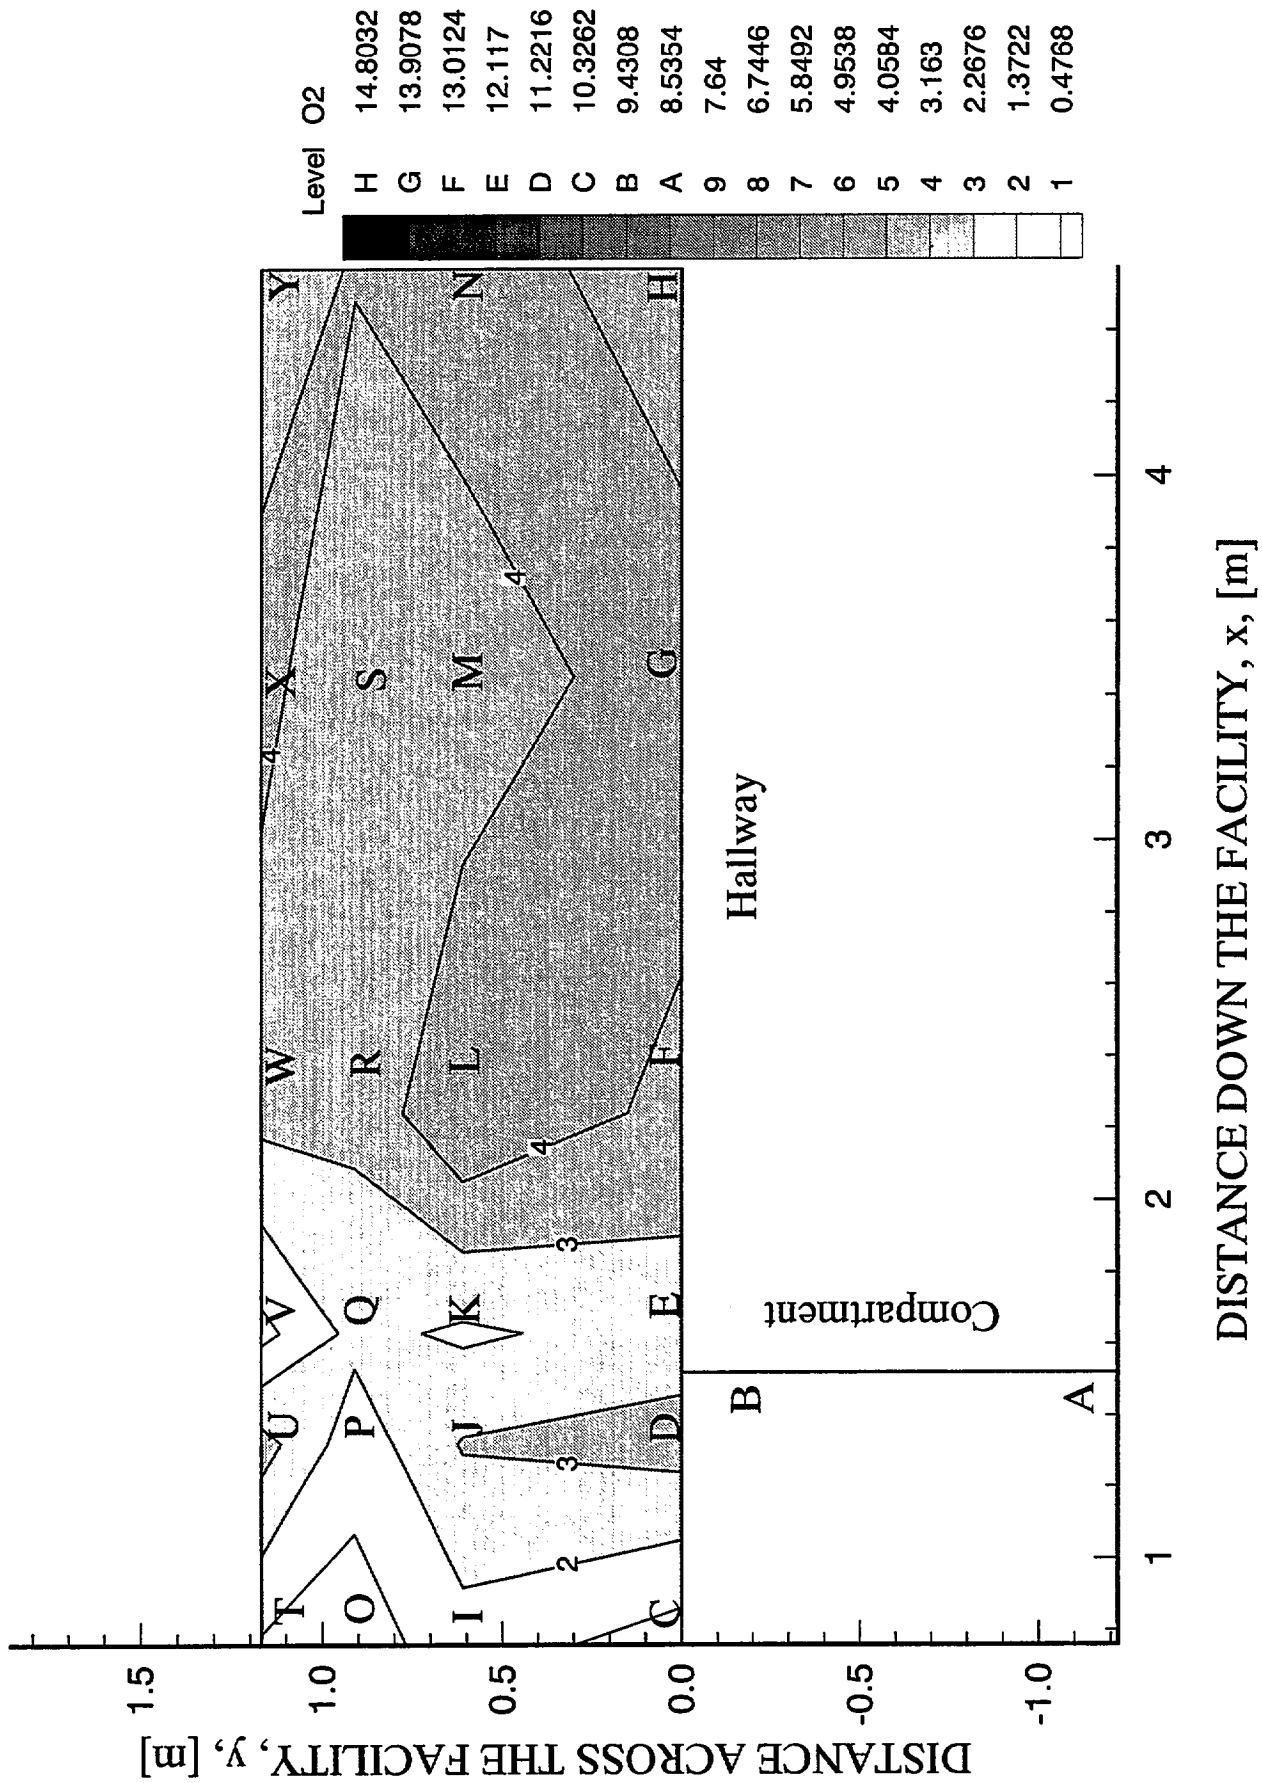 Level O2
H 14.8032
G 13.9078
F 13.0124
E 12.117
D 11.2216
C 10.3262
B 9.4308
A 8.5354
9 7.64
8 6.7446
7 5.8492
6 4.9538
5 4.0584
4 3.163
3 2.2676
2 1.3722
1 0.4768
DISTANCE ACROSS THE FACILITY, y, [m]
1.5
1.0
0.5
0.0
-0.5
-1.0
T U V W X Y
4
O P Q R S
I J K L M N
4
4
2 3 3
C D E F G H
Hallway
B
Compartment
A
1 2 3 4
DISTANCE DOWN THE FACILITY, x, [m]